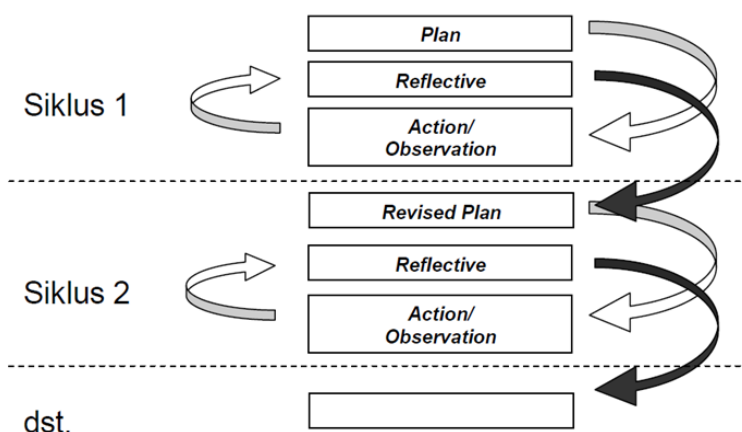 Plan
Siklus 1
Reflective
Action/
Observation
Revised Plan
Siklus 2
Reflective
Action/
Observation
dst.